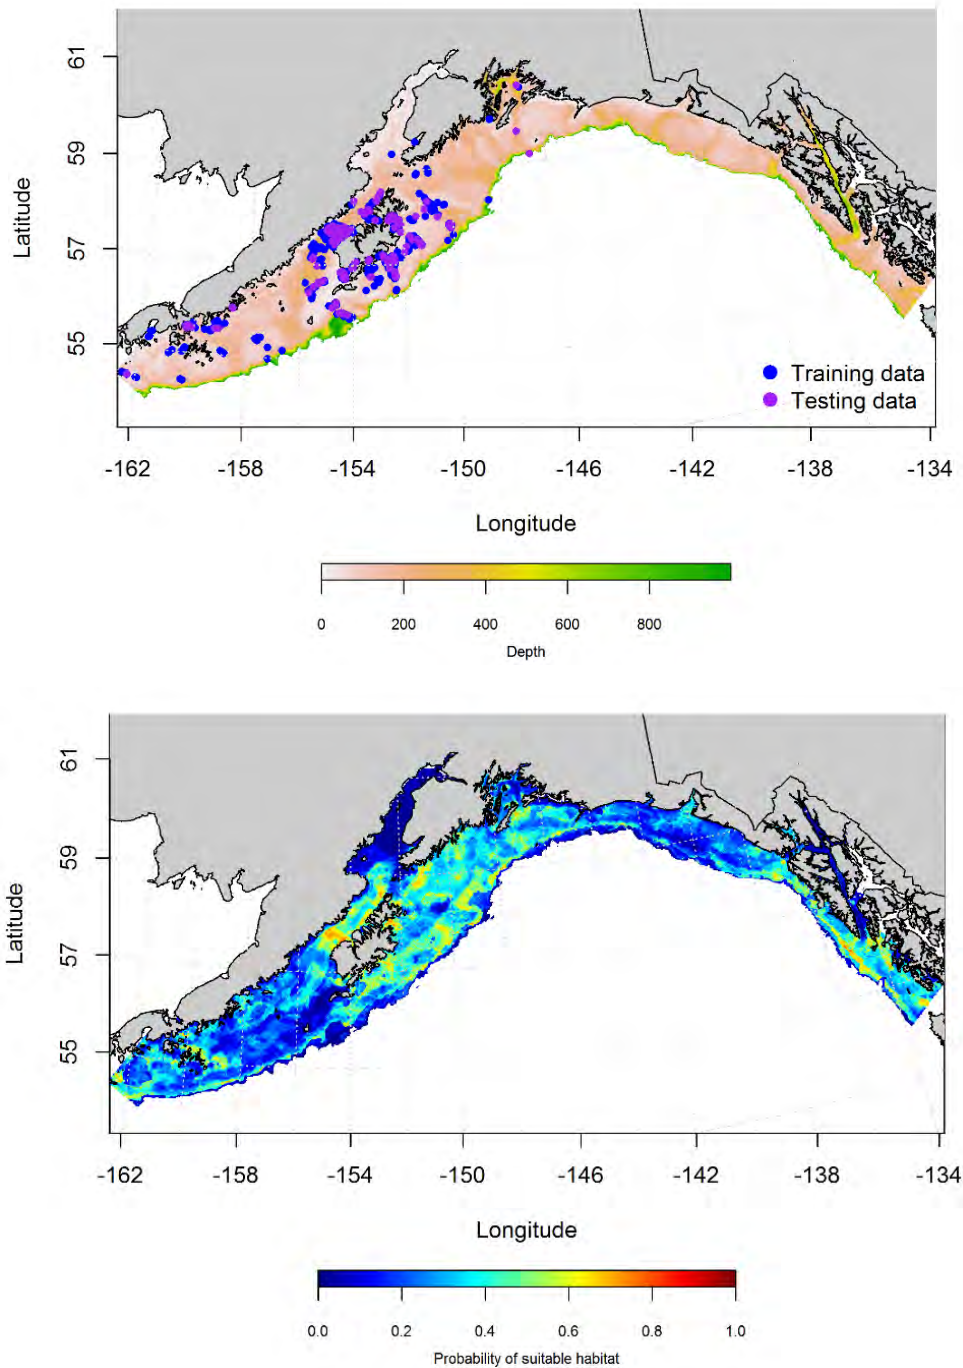 61
59
57
55
Latitude
Training data
Testing data
-162 -158 -154 -150 -146 -142 -138 -134
Longitude
0 200 400 600 800
Depth
61
59
57
55
Latitude
-162 -158 -154 -150 -146 -142 -138 -134
Longitude
0.0 0.2 0.4 0.6 0.8 1.0
Probability of suitable habitat